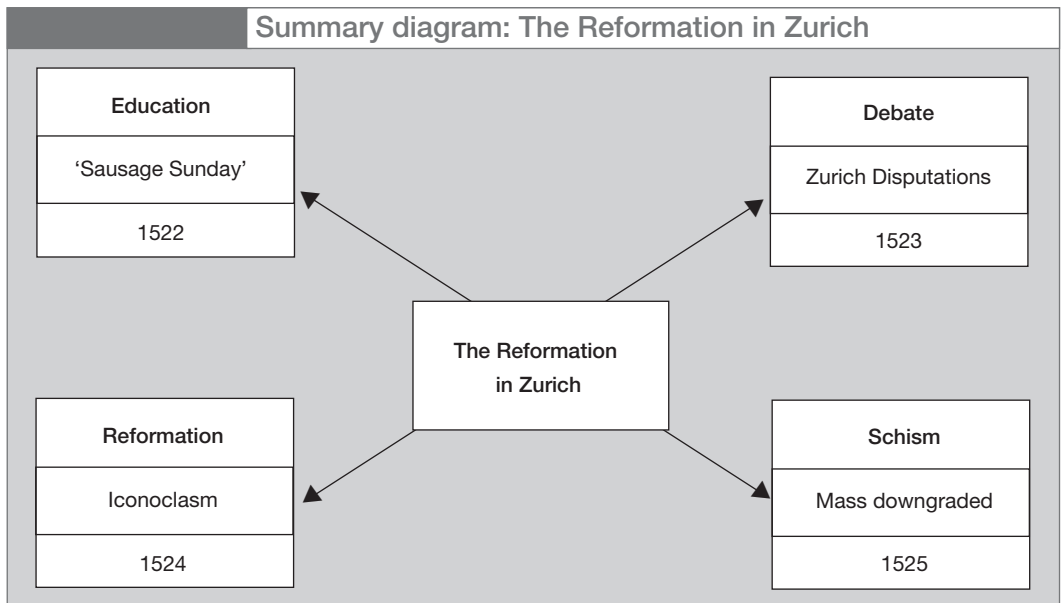 Summary diagram: The Reformation in Zurich
Education
‘Sausage Sunday’
1522
Debate
Zurich Disputations
1523
The Reformation
in Zurich
Reformation
Iconoclasm
1524
Schism
Mass downgraded
1525